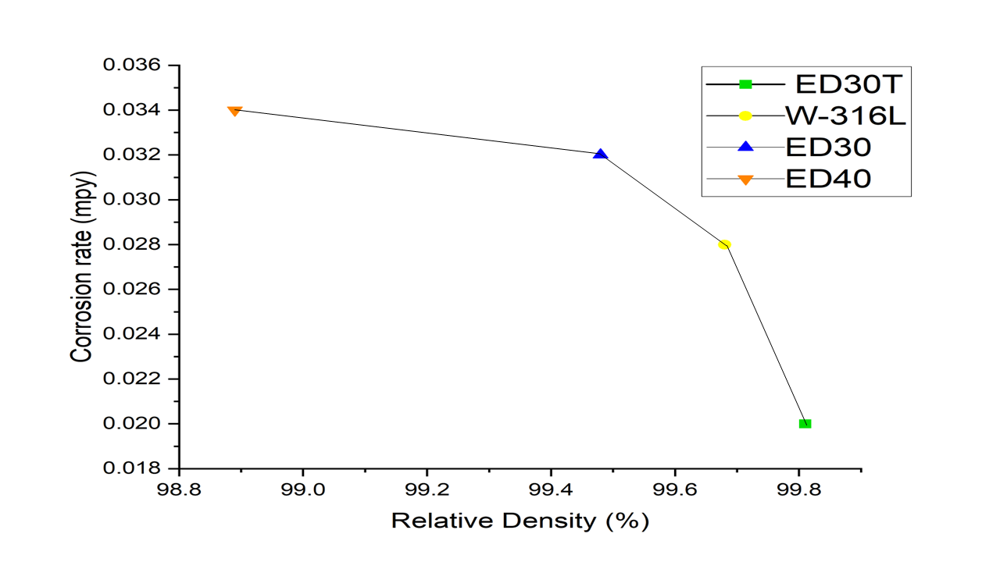 0.036
0.034
0.032
0.030
0.028
0.026
0.024
0.022
0.020
0.018
Corrosion rate (mpy)
98.8 99.0 99.2 99.4 99.6 99.8
Relative Density (%)
ED30T
W-316L
ED30
ED40